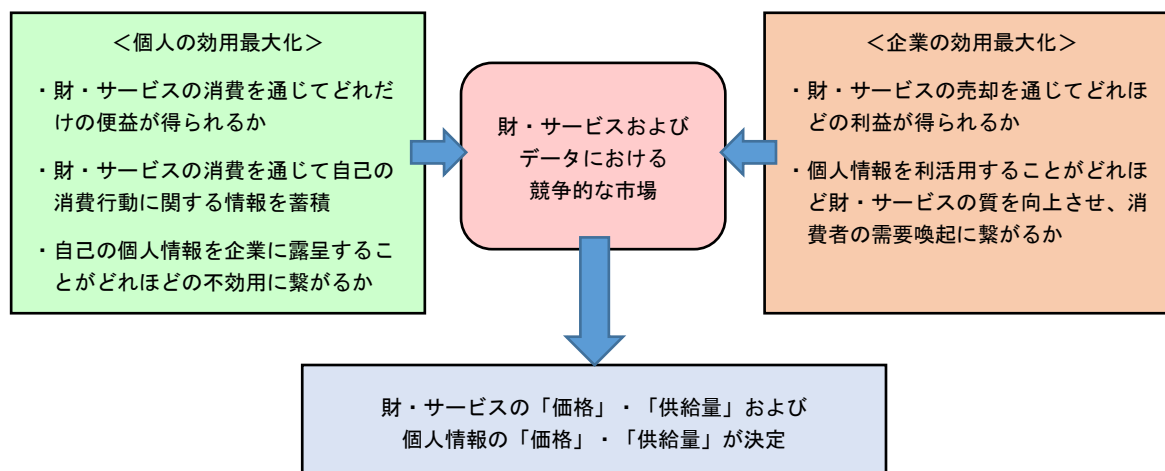 ＜個人の効用最大化＞
・財・サービスの消費を通じてどれだ
けの便益が得られるか
・財・サービスの消費を通じて自己の
消費行動に関する情報を蓄積
・自己の個人情報を企業に露呈するこ
とがどれほどの不効用に繋がるか
財・サービスおよび
データにおける
競争的な市場
＜企業の効用最大化＞
・財・サービスの売却を通じてどれほ
どの利益が得られるか
・個人情報を利活用することがどれほ
ど財・サービスの質を向上させ、消
費者の需要喚起に繋がるか
財・サービスの「価格」・「供給量」および
個人情報の「価格」・「供給量」が決定